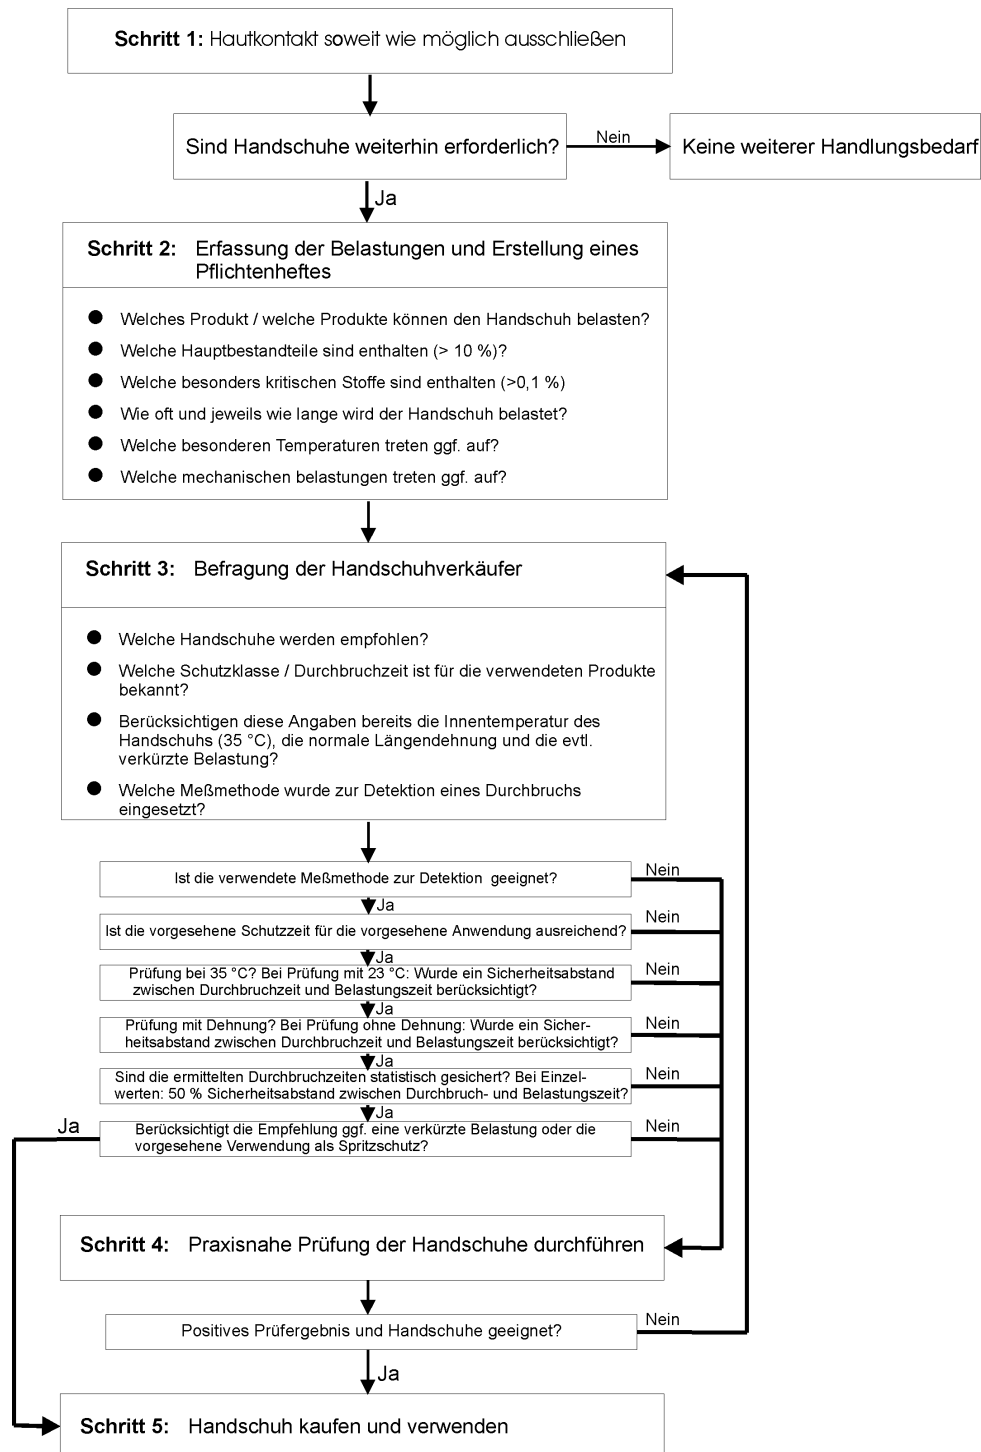 Schritt 1: Hautkontakt soweit wie möglich ausschließen
Sind Handschuhe weiterhin erforderlich?
Nein
Keine weiterer Handlungsbedarf
Ja
Schritt 2: Erfassung der Belastungen und Erstellung eines
Pflichtenheftes
● Welches Produkt / welche Produkte können den Handschuh belasten?
● Welche Hauptbestandteile sind enthalten (> 10 %)?
● Welche besonders kritischen Stoffe sind enthalten (>0,1 %)
● Wie oft und jeweils wie lange wird der Handschuh belastet?
● Welche besonderen Temperaturen treten ggf. auf?
● Welche mechanischen belastungen treten ggf. auf?
Schritt 3: Befragung der Handschuhverkäufer
● Welche Handschuhe werden empfohlen?
● Welche Schutzklasse / Durchbruchzeit ist für die verwendeten Produkte
bekannt?
● Berücksichtigen diese Angaben bereits die Innentemperatur des
Handschuhs (35 °C), die normale Längendehnung und die evtl.
verkürzte Belastung?
● Welche Meßmethode wurde zur Detektion eines Durchbruchs
eingesetzt?
Ist die verwendete Meßmethode zur Detektion geeignet?
Nein
Ja
Ist die vorgesehene Schutzzeit für die vorgesehene Anwendung ausreichend?
Nein
Ja
Prüfung bei 35 °C? Bei Prüfung mit 23 °C: Wurde ein Sicherheitsabstand
zwischen Durchbruchzeit und Belastungszeit berücksichtigt?
Nein
Ja
Prüfung mit Dehnung? Bei Prüfung ohne Dehnung: Wurde ein Sicher-
heitsabstand zwischen Durchbruchzeit und Belastungszeit berücksichtigt?
Nein
Ja
Sind die ermittelten Durchbruchzeiten statistisch gesichert? Bei Einzel-
werten: 50 % Sicherheitsabstand zwischen Durchbruch- und Belastungszeit?
Nein
Ja
Berücksichtigt die Empfehlung ggf. eine verkürzte Belastung oder die
vorgesehene Verwendung als Spritzschutz?
Nein
Ja
Schritt 4: Praxisnahe Prüfung der Handschuhe durchführen
Positives Prüfergebnis und Handschuhe geeignet?
Nein
Ja
Schritt 5: Handschuh kaufen und verwenden